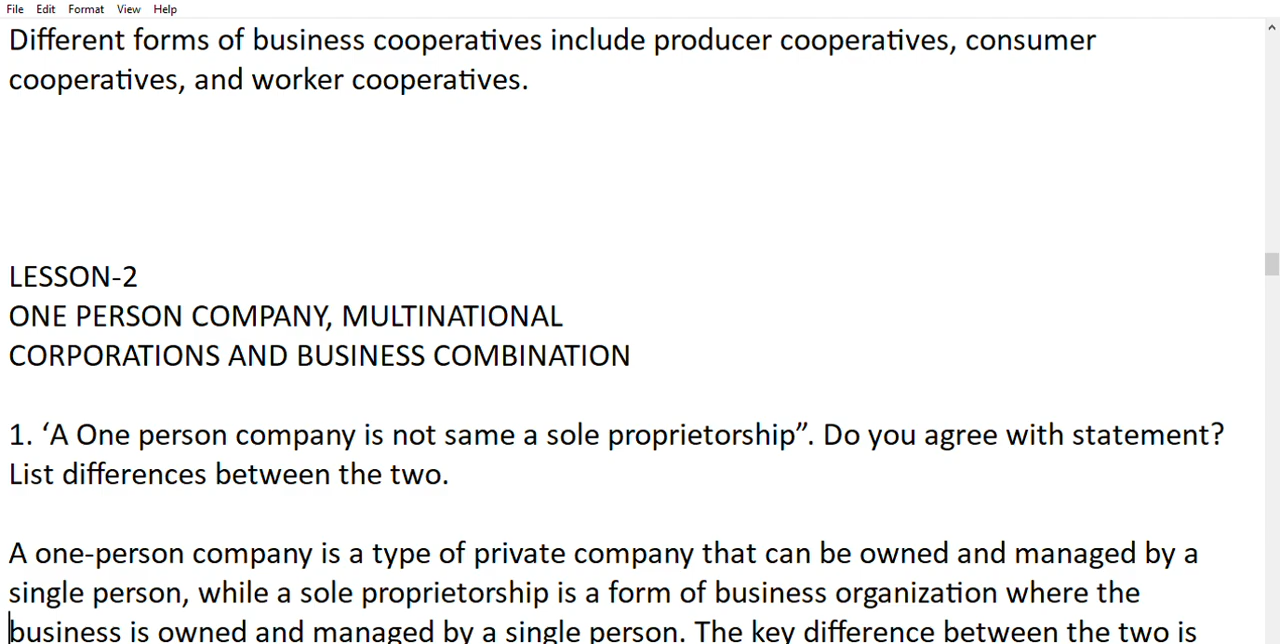 File Edit Format View Help
Different forms of business cooperatives include producer cooperatives, consumer
cooperatives, and worker cooperatives.
LESSON-2
ONE PERSON COMPANY, MULTINATIONAL
CORPORATIONS AND BUSINESS COMBINATION
1. ‘A One person company is not same a sole proprietorship”. Do you agree with statement?
List differences between the two.
A one-person company is a type of private company that can be owned and managed by a
single person, while a sole proprietorship is a form of business organization where the
business is owned and managed by a single person. The key difference between the two is